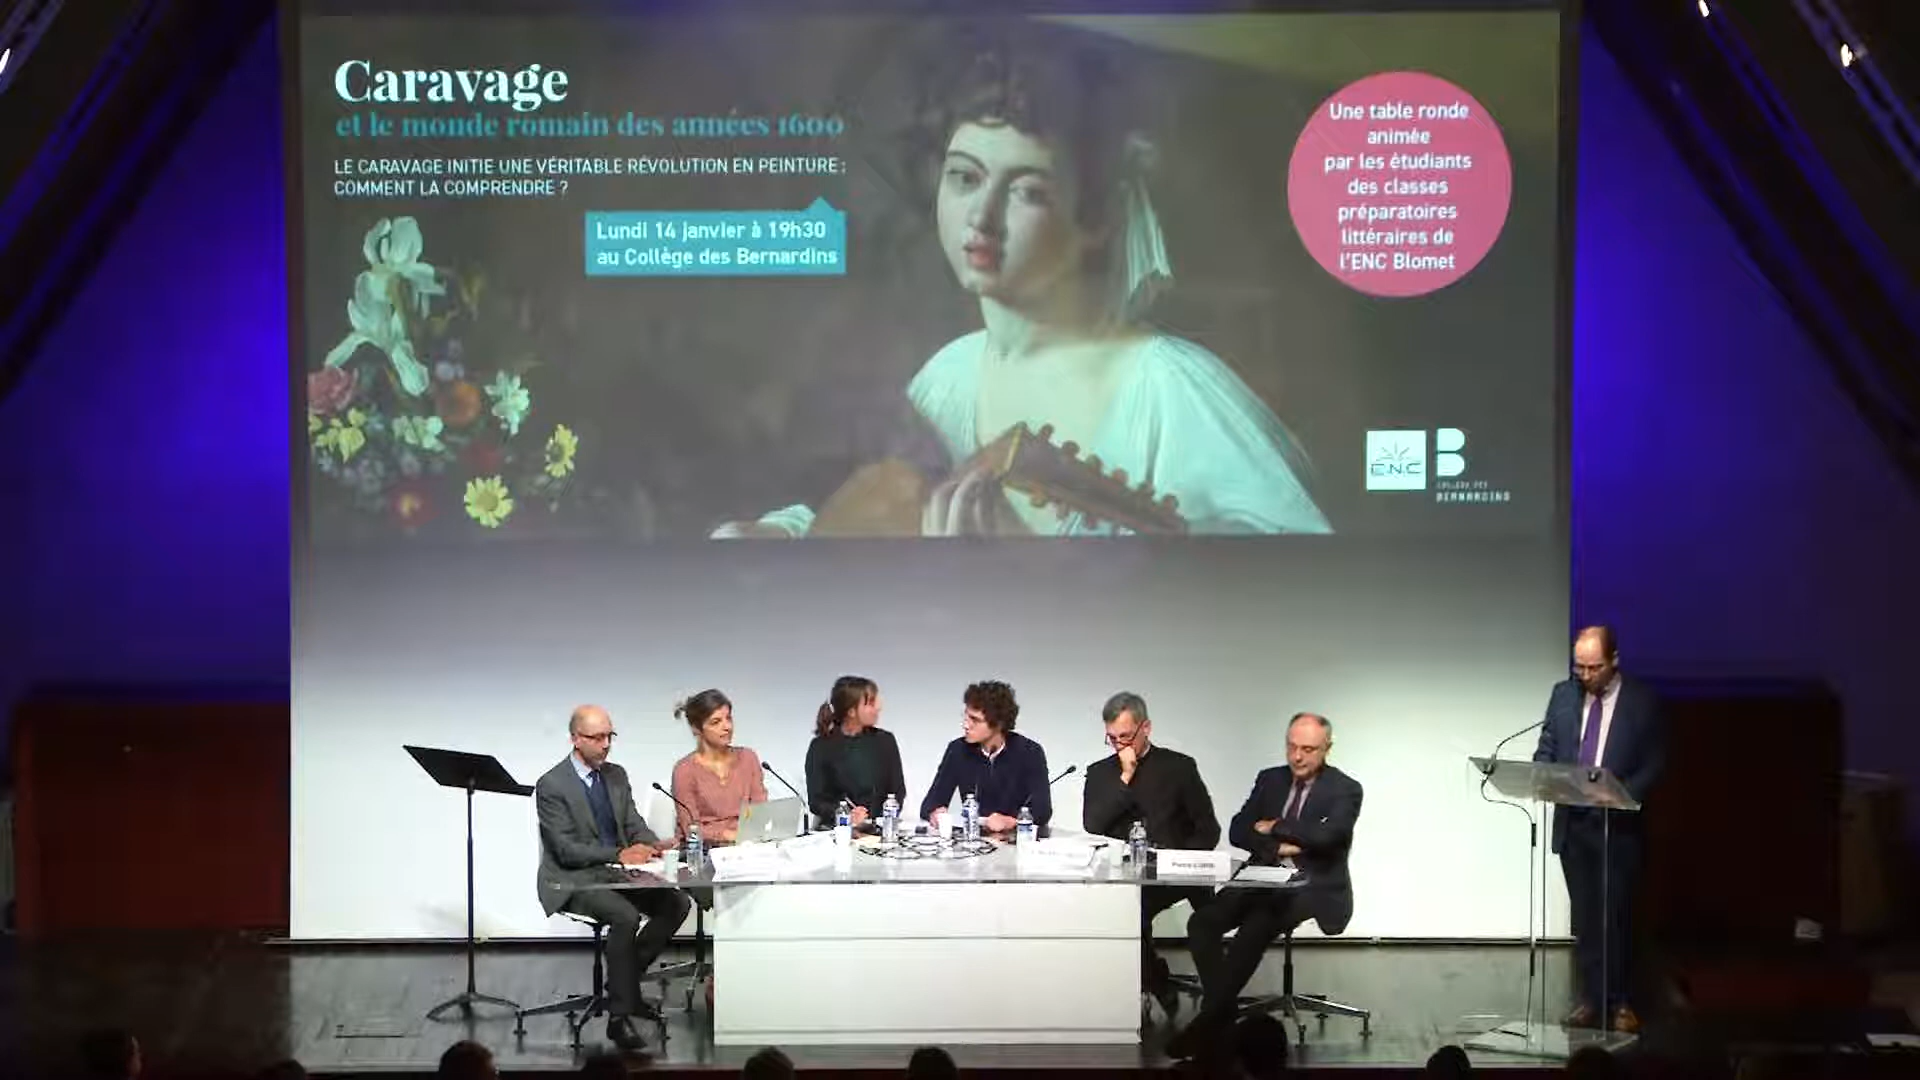 Caravage
et le monde romain des années 1600
LE CARAVAGE INITIE UNE VÉRITABLE RÉVOLUTION EN PEINTURE :
COMMENT LA COMPRENDRE ?
Lundi 14 janvier à 19h30
au Collège des Bernardins
Une table ronde
animée
par les étudiants
des classes
préparatoires
littéraires de
l'ENC Blomet
E.N.C
COLLÈGE DES
BERNARDINS